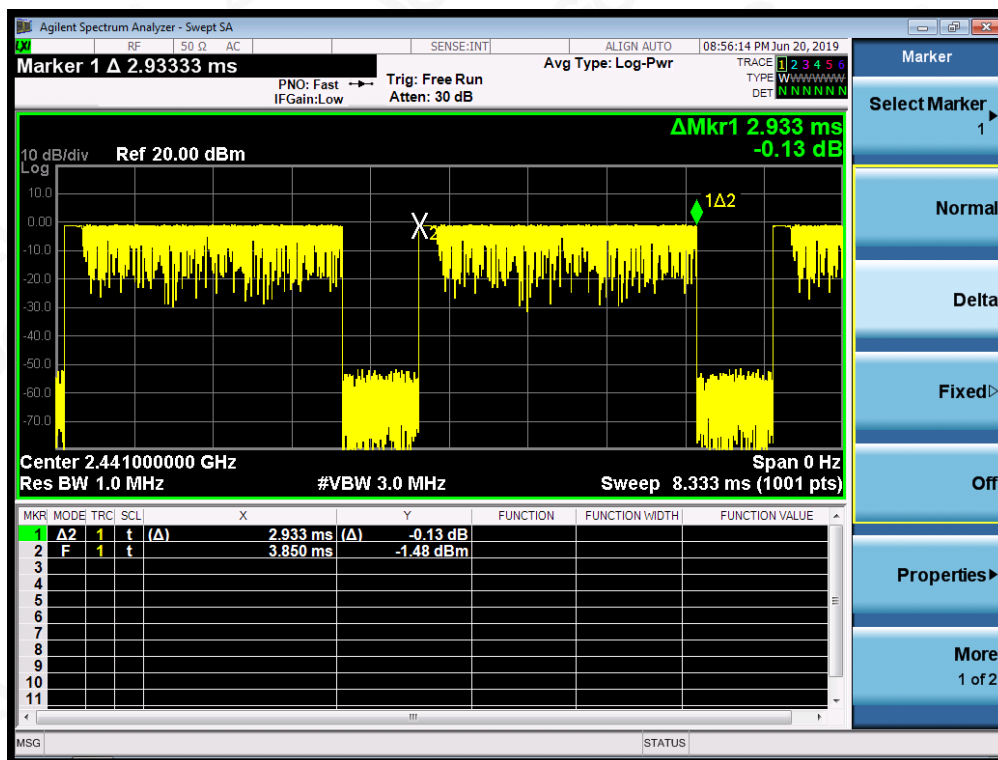 Agilent Spectrum Analyzer - Swept SA
LXI RF 50 Ω AC SENSE:INT ALIGN AUTO 08:56:14 PM Jun 20, 2019
Marker 1 Δ 2.93333 ms
PNO: Fast
IFGain:Low
Trig: Free Run
Atten: 30 dB
Avg Type: Log-Pwr
TRACE 1 2 3 4 5 6
TYPE WWWWWWW
DET N N N N N N
ΔMkr1 2.933 ms
-0.13 dB
10 dB/div Ref 20.00 dBm
Log
10.0
0.00
-10.0
-20.0
-30.0
-40.0
-50.0
-60.0
-70.0
2
1Δ2
Center 2.441000000 GHz Span 0 Hz
Res BW 1.0 MHz #VBW 3.0 MHz Sweep 8.333 ms (1001 pts)
MKR MODE TRC SCL X Y FUNCTION FUNCTION WIDTH FUNCTION VALUE
1 Δ2 1 t (Δ) 2.933 ms (Δ) -0.13 dB
2 F 1 t 3.850 ms -1.48 dBm
3
4
5
6
7
8
9
10
11
MSG STATUS
Marker
Select Marker
1
Normal
Delta
Fixed
Off
Properties
More
1 of 2